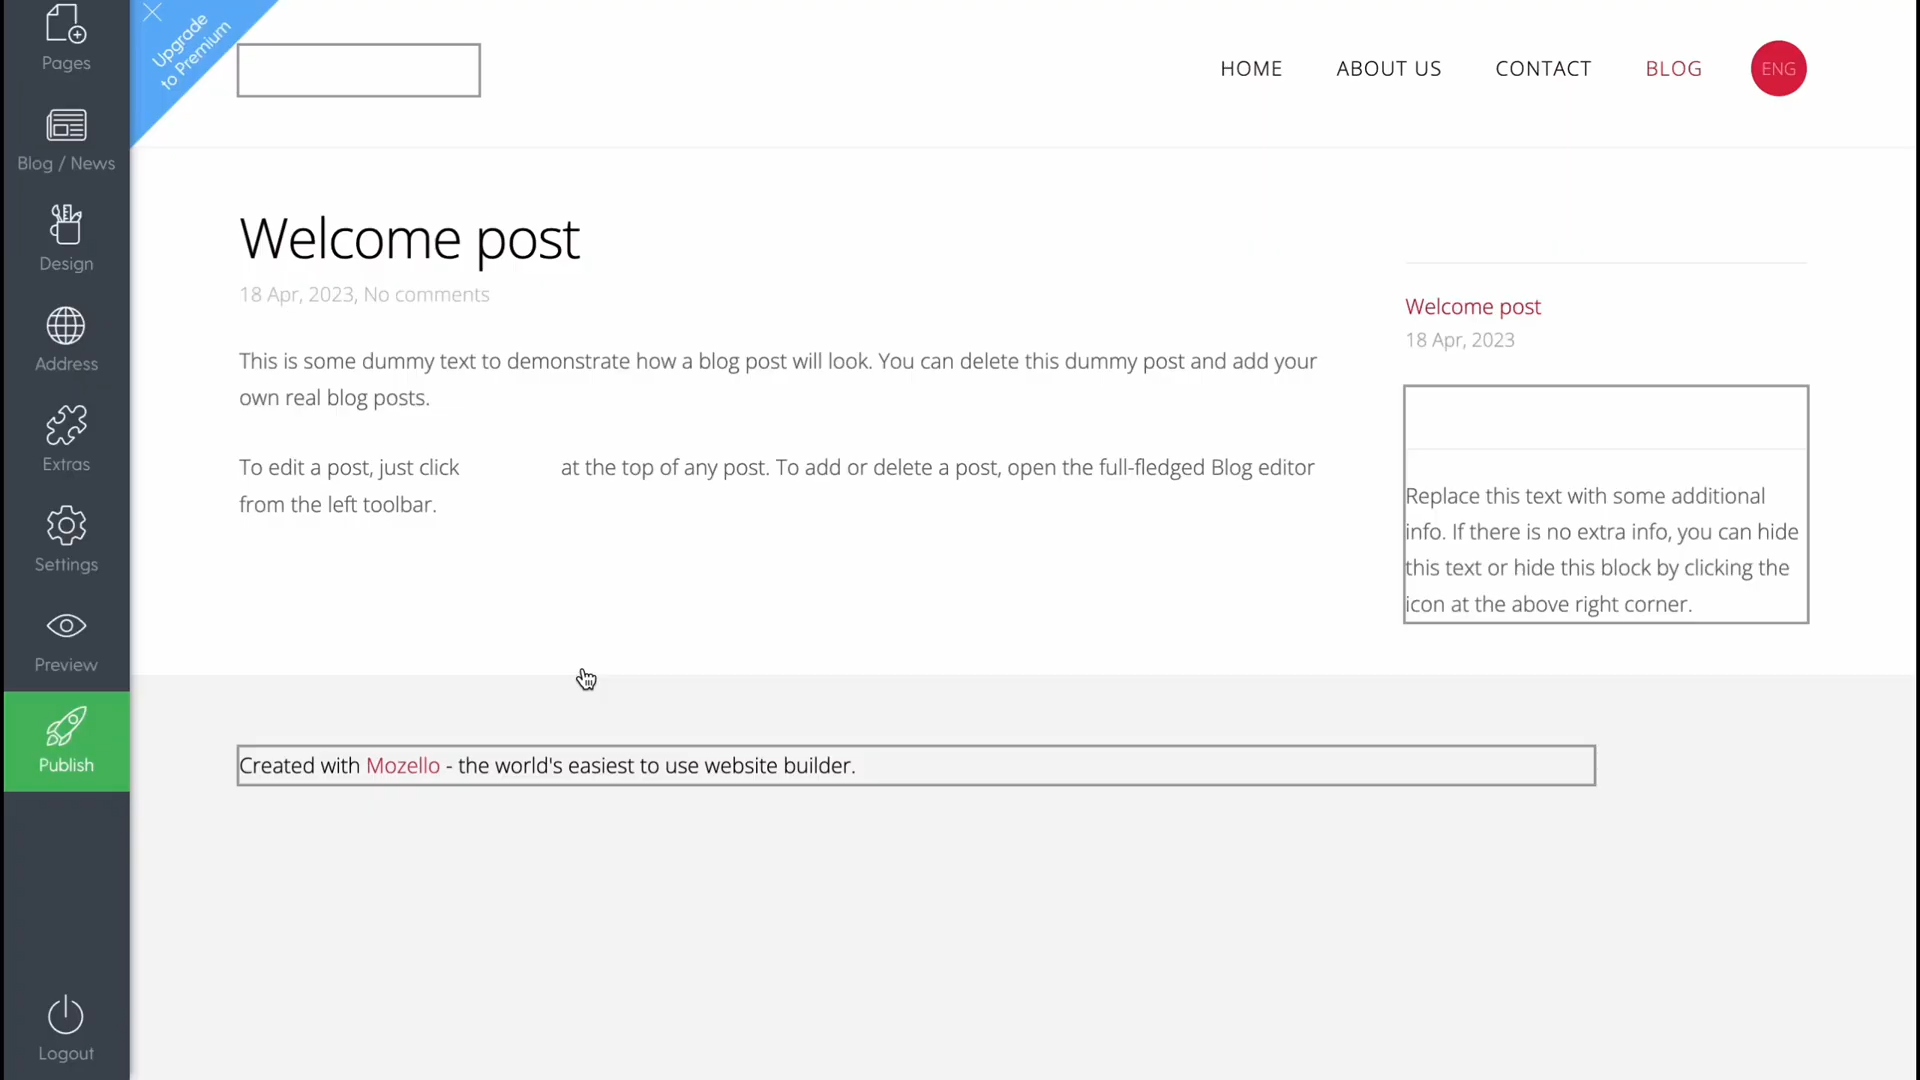 Pages
Blog / News
Design
Address
Extras
Settings
Preview
Publish
Logout
Upgrade
to Premium
HOME
ABOUT US
CONTACT
BLOG
ENG
Welcome post
18 Apr, 2023, No comments
This is some dummy text to demonstrate how a blog post will look. You can delete this dummy post and add your
own real blog posts.
To edit a post, just click at the top of any post. To add or delete a post, open the full-fledged Blog editor
from the left toolbar.
Welcome post
18 Apr, 2023
Replace this text with some additional
info. If there is no extra info, you can hide
this text or hide this block by clicking the
icon at the above right corner.
Created with Mozello - the world's easiest to use website builder.